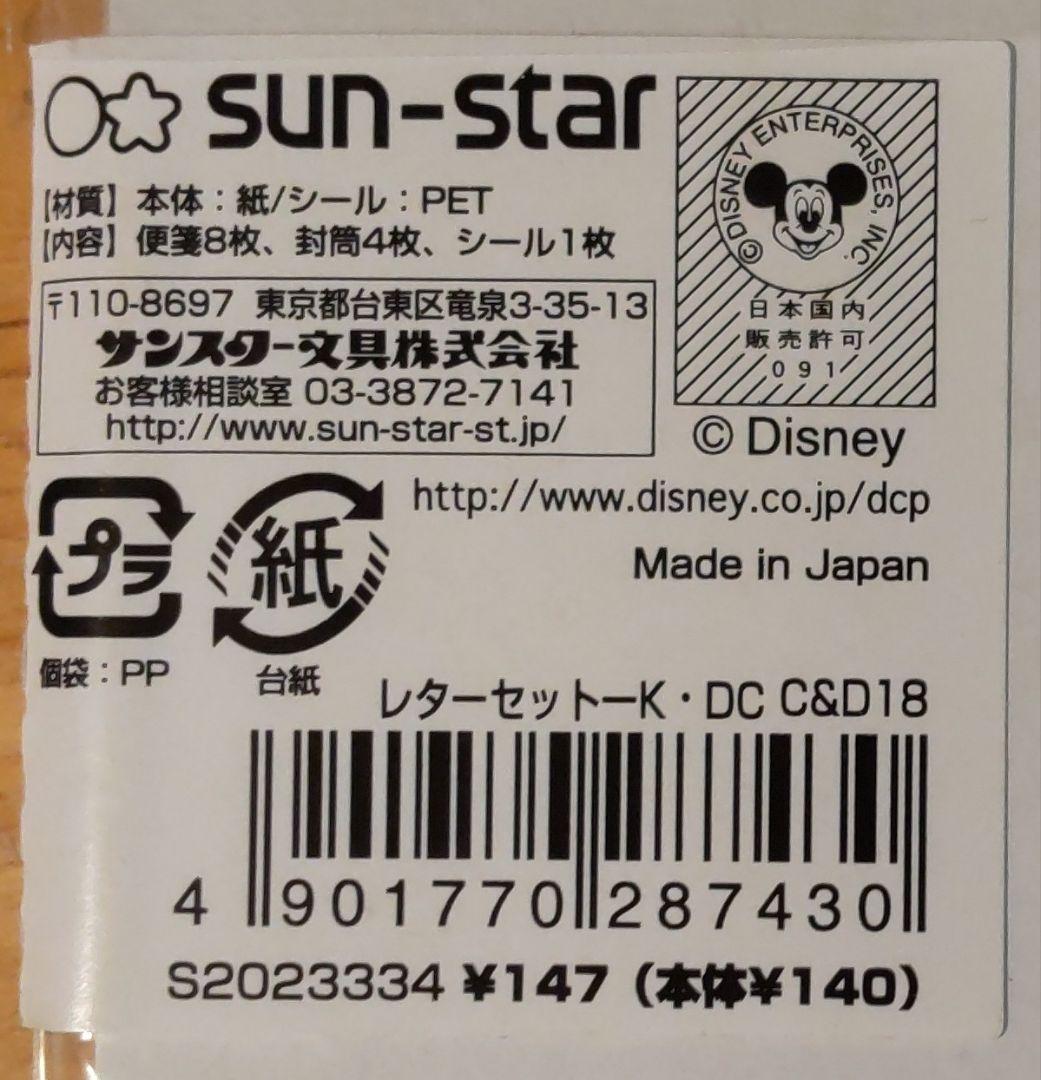 sun-star
【材質】本体：紙/シール：PET
【内容】便箋8枚、封筒4枚、シール1枚
〒110-8697 東京都台東区竜泉3-35-13
サンスター文具株式会社
お客様相談室 03-3872-7141
http://www.sun-star-st.jp/
©DISNEY ENTERPRISES, INC.
日本国内
販売許可
091
© Disney
http://www.disney.co.jp/dcp
Made in Japan
プラ
個袋：PP
紙
台紙
レターセットーK・DC C&D18
4 901770 287430
S2023334 ¥147（本体¥140）